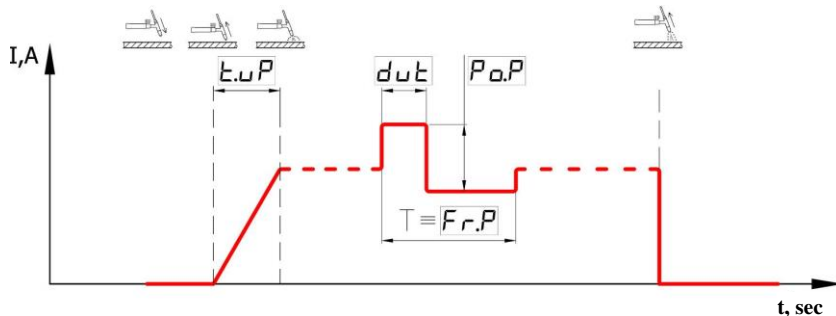 I,A
t.uP
dut
Po.P
T ≡ Fr.P
t, sec